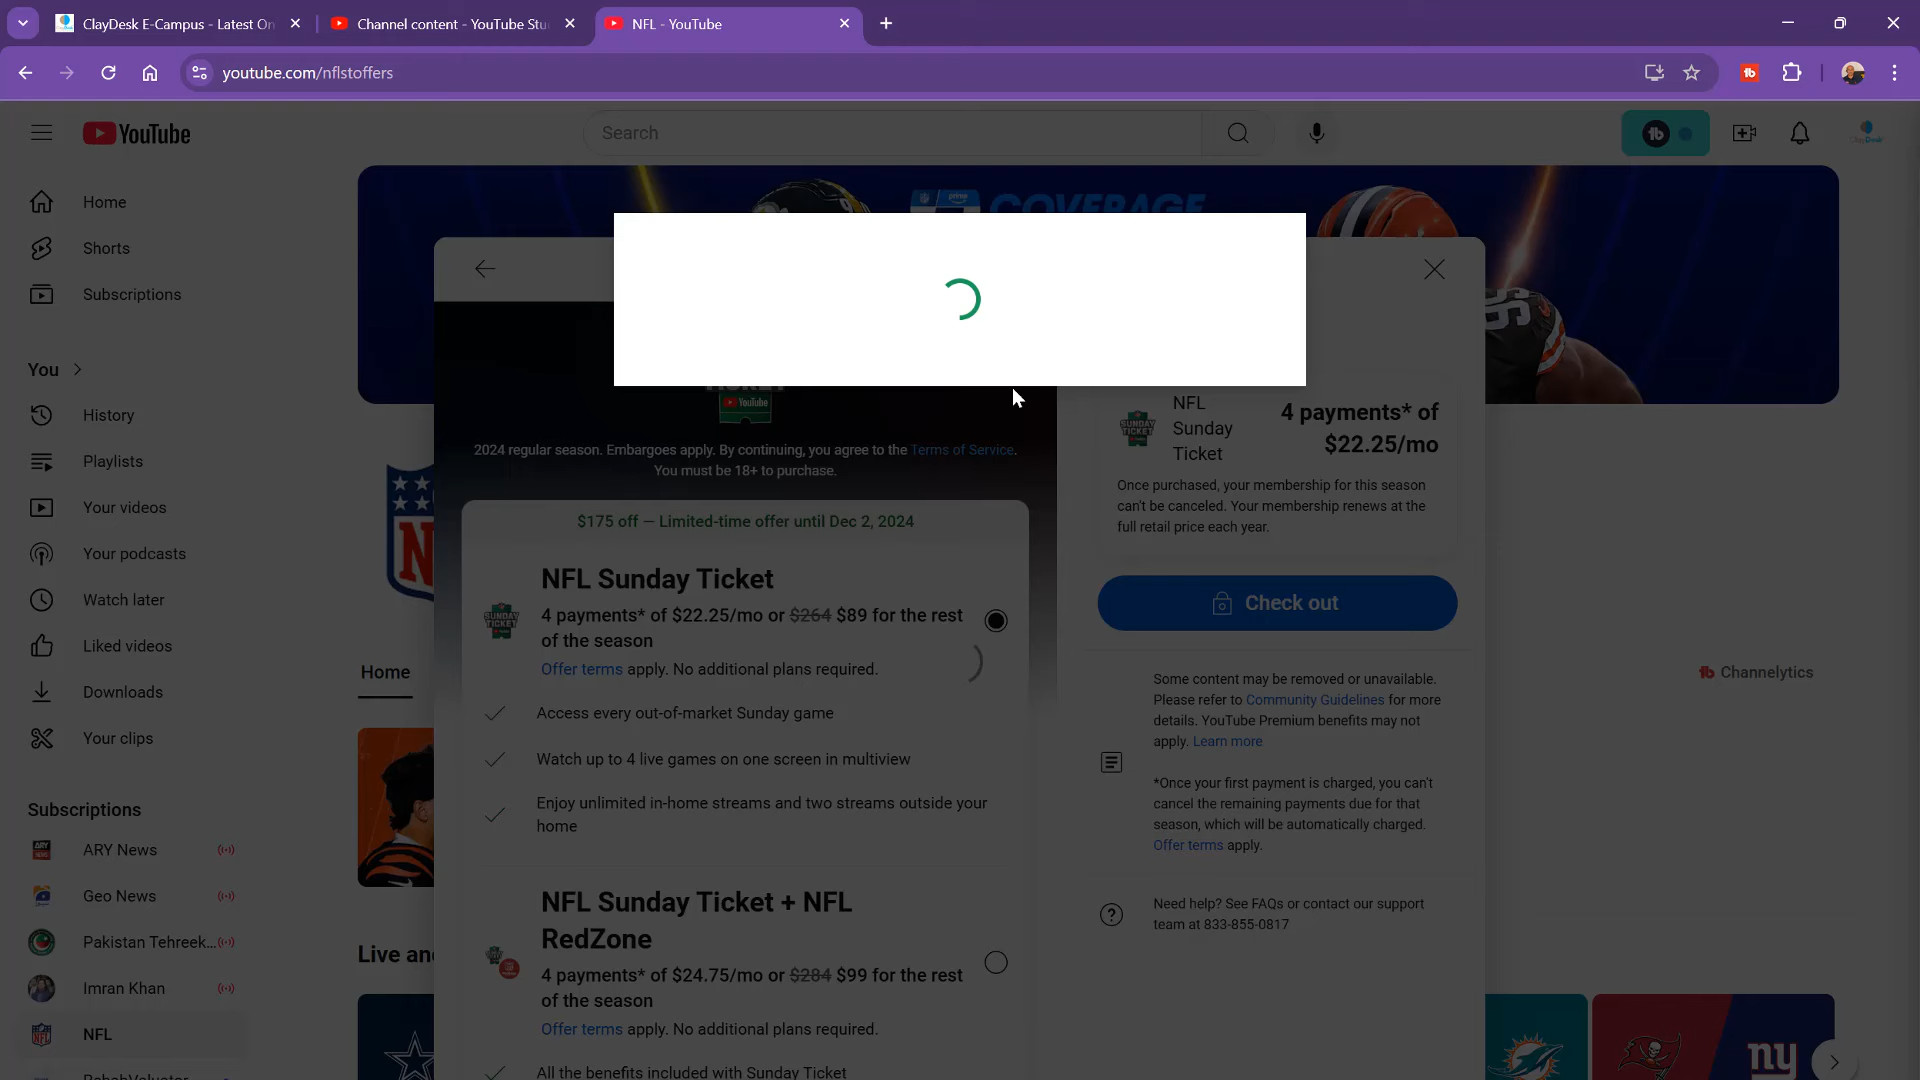 ClayDesk E-Campus - Latest On
Channel content - YouTube Stu
NFL - YouTube
youtube.com/nflstoffers
YouTube
Search
Home
Shorts
Subscriptions
You
History
Playlists
Your videos
Your podcasts
Watch later
Liked videos
Downloads
Your clips
Subscriptions
ARY News
Geo News
Pakistan Tehreek...
Imran Khan
NFL
prime
COVERAGE
Home
Channelytics
YouTube
2024 regular season. Embargoes apply. By continuing, you agree to the Terms of Service.
You must be 18+ to purchase.
$175 off — Limited-time offer until Dec 2, 2024
NFL Sunday Ticket
SUNDAY
TICKET
4 payments* of $22.25/mo or $264 $89 for the rest
of the season
Offer terms apply. No additional plans required.
Access every out-of-market Sunday game
Watch up to 4 live games on one screen in multiview
Enjoy unlimited in-home streams and two streams outside your
home
NFL Sunday Ticket + NFL
RedZone
4 payments* of $24.75/mo or $284 $99 for the rest
of the season
Offer terms apply. No additional plans required.
All the benefits included with Sunday Ticket
SUNDAY
TICKET
NFL
Sunday
Ticket
4 payments* of
$22.25/mo
Once purchased, your membership for this season
can't be canceled. Your membership renews at the
full retail price each year.
Check out
Some content may be removed or unavailable.
Please refer to Community Guidelines for more
details. YouTube Premium benefits may not
apply. Learn more
*Once your first payment is charged, you can't
cancel the remaining payments due for that
season, which will be automatically charged.
Offer terms apply.
Need help? See FAQs or contact our support
team at 833-855-0817
Live and
ny